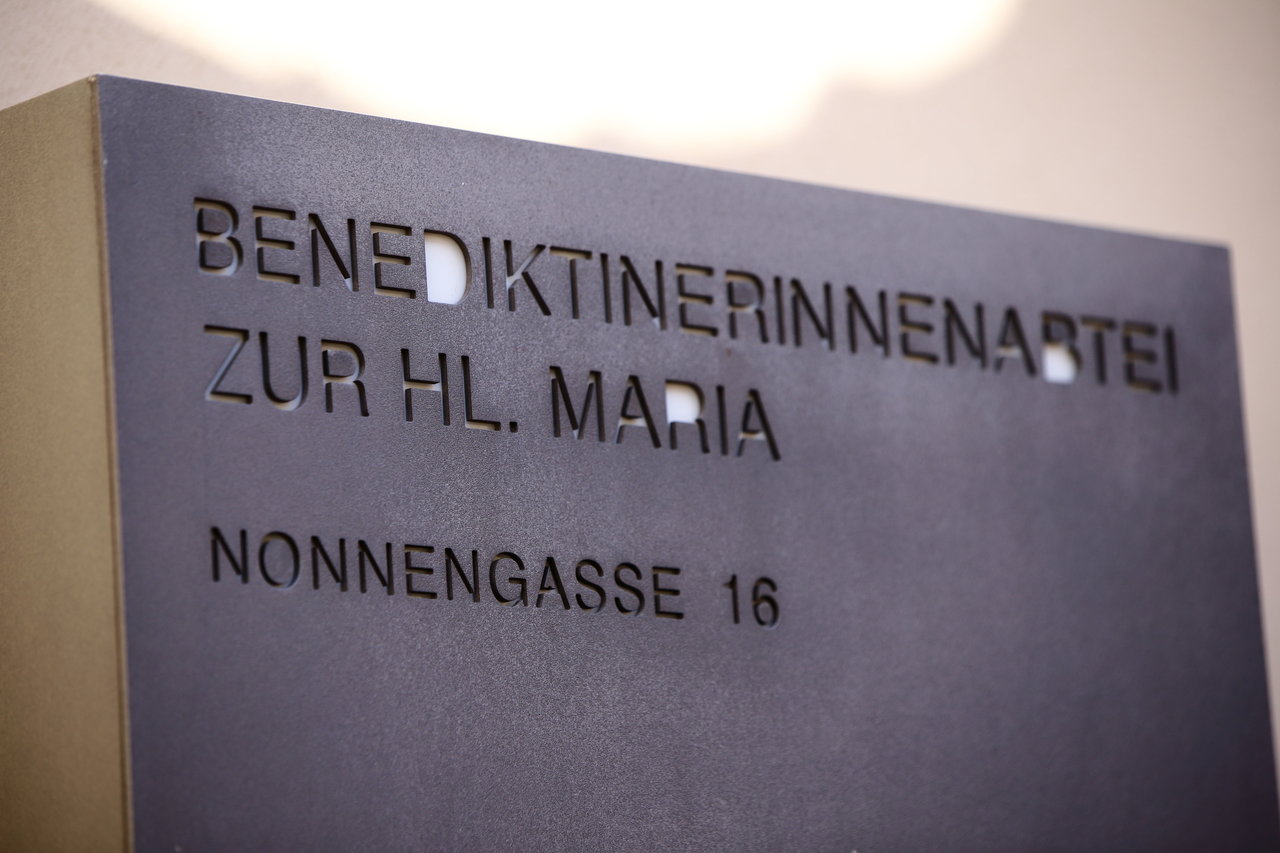 BENEDIKTINERINNENABTEI
ZUR HL. MARIA
NONNENGASSE 16